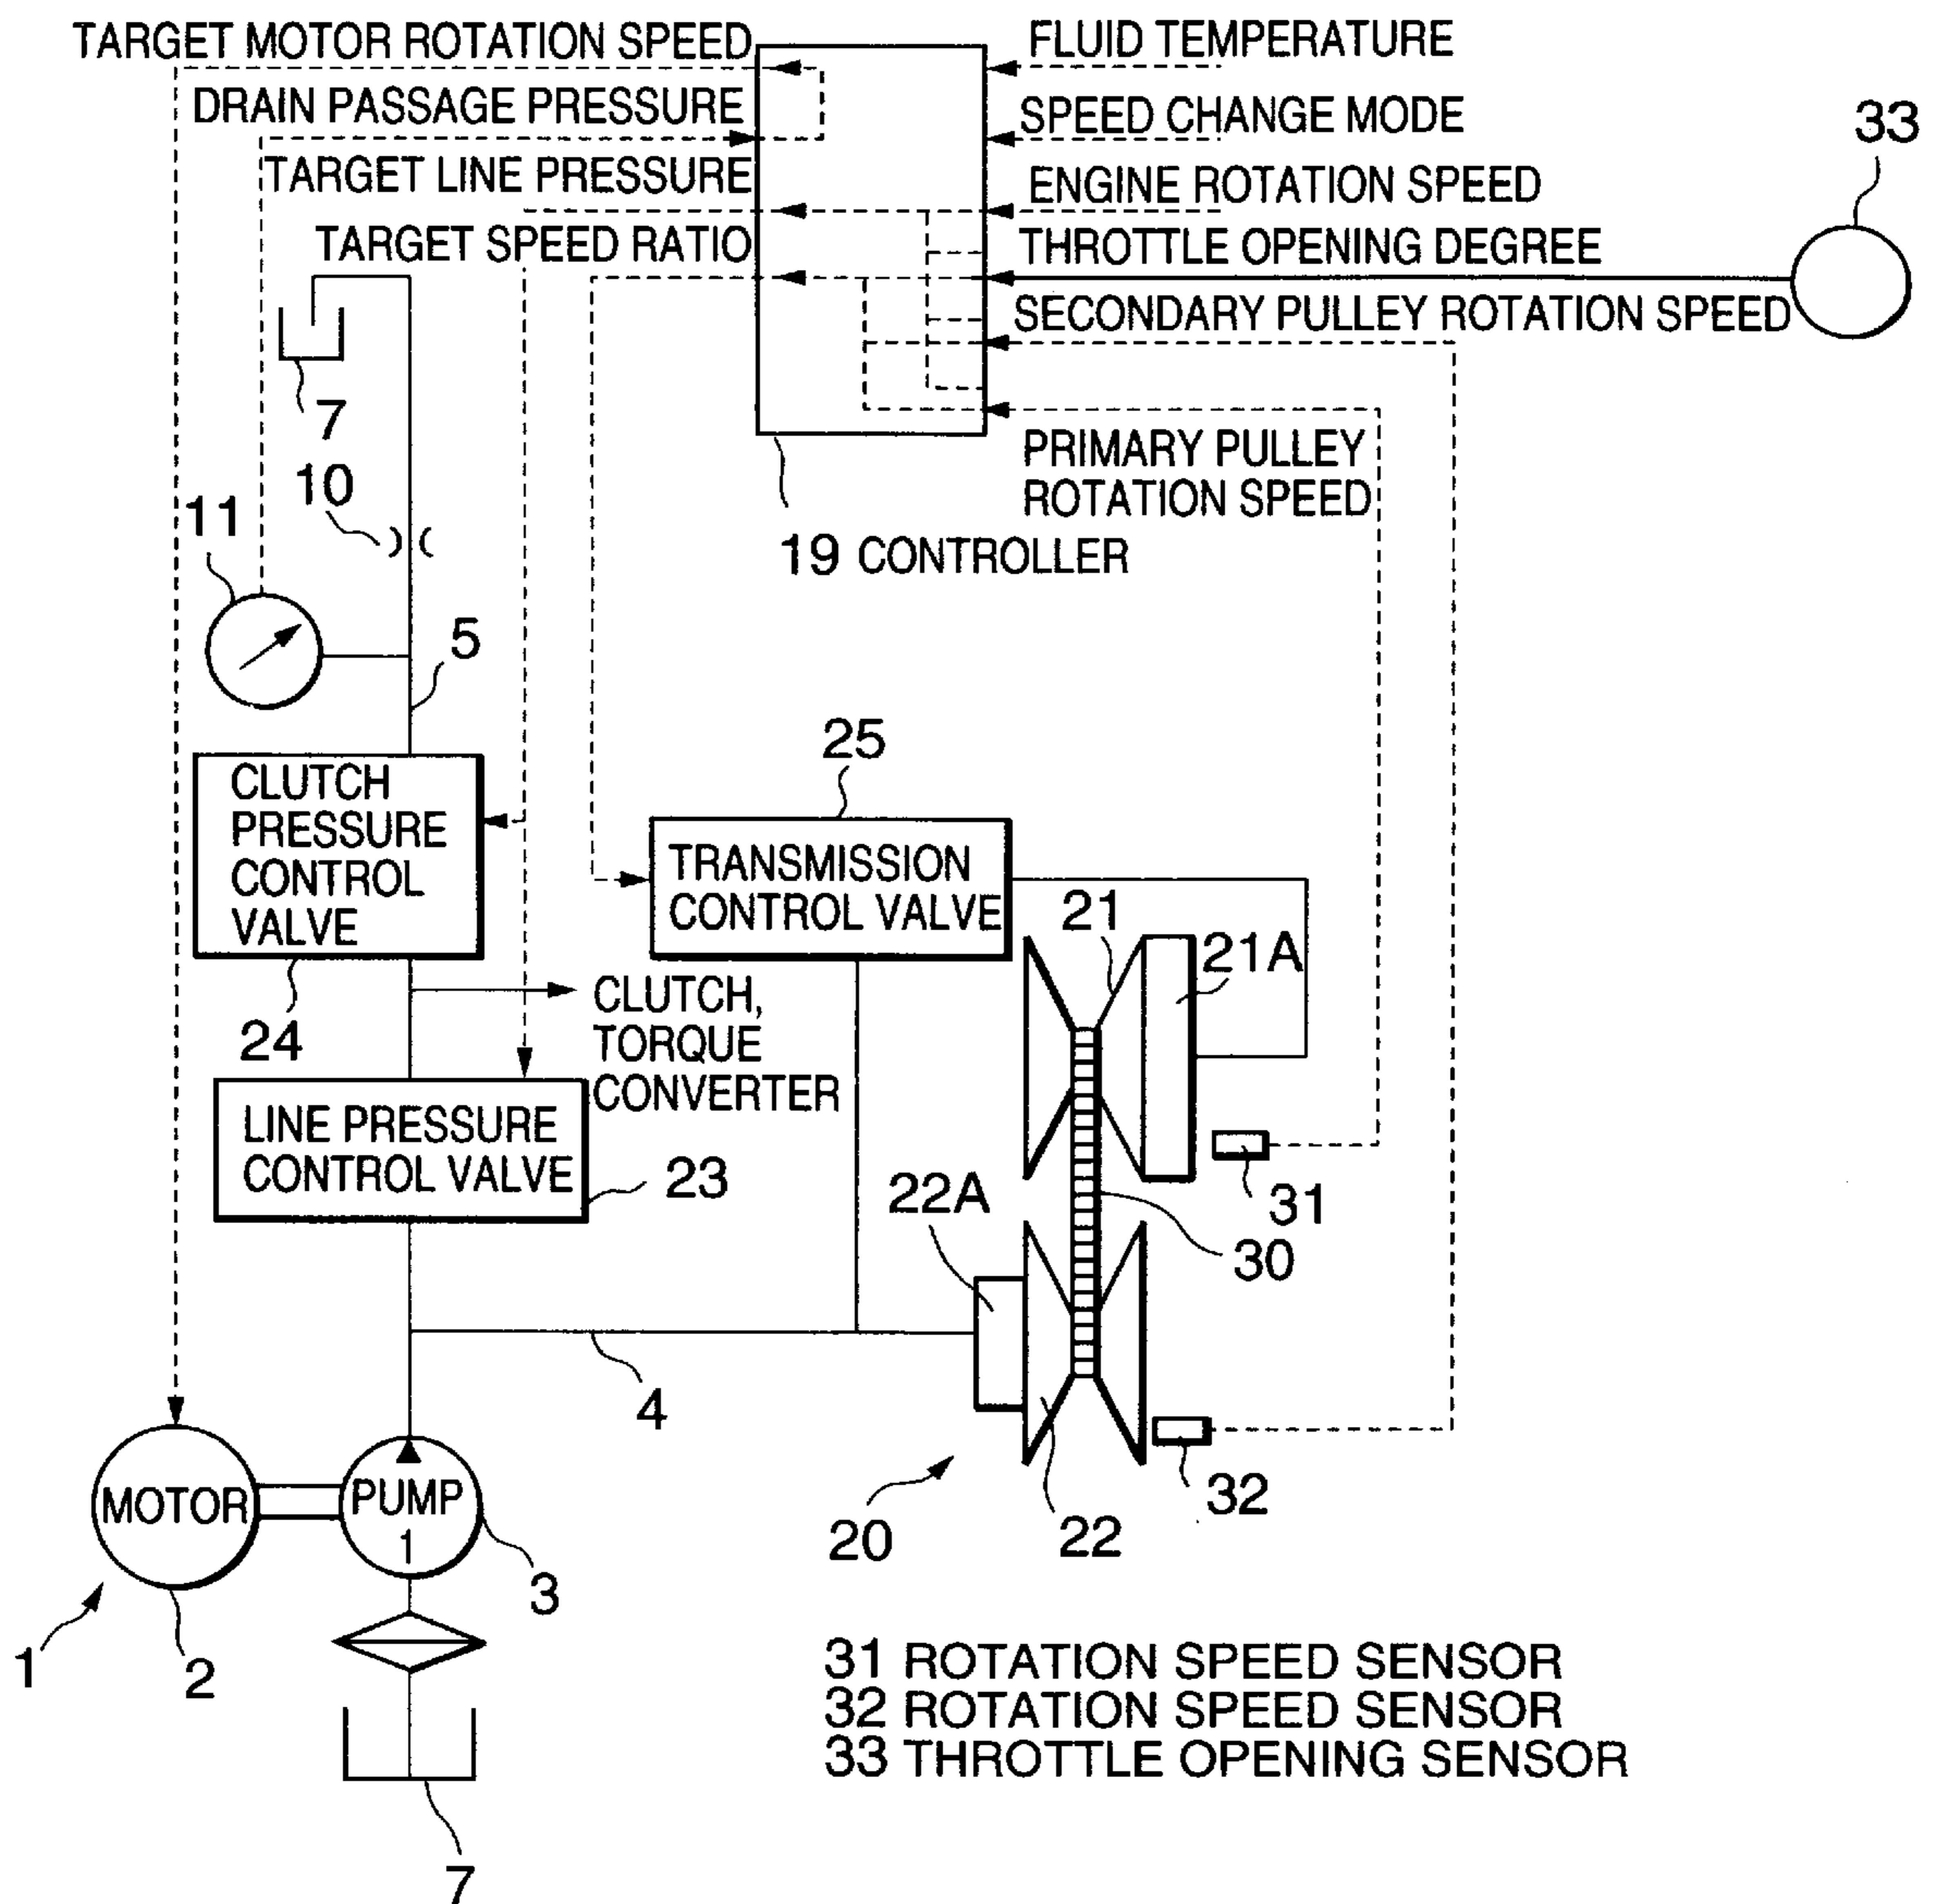 TARGET MOTOR ROTATION SPEED
DRAIN PASSAGE PRESSURE
TARGET LINE PRESSURE
TARGET SPEED RATIO
FLUID TEMPERATURE
SPEED CHANGE MODE
ENGINE ROTATION SPEED
THROTTLE OPENING DEGREE
SECONDARY PULLEY ROTATION SPEED
PRIMARY PULLEY
ROTATION SPEED
33
19 CONTROLLER
7
10
11
5
CLUTCH
PRESSURE
CONTROL
VALVE
24
25
TRANSMISSION
CONTROL VALVE
21
21A
CLUTCH,
TORQUE
CONVERTER
LINE PRESSURE
CONTROL VALVE
23
22A
31
30
4
MOTOR
PUMP
1
3
1
2
20
22
32
7
31 ROTATION SPEED SENSOR
32 ROTATION SPEED SENSOR
33 THROTTLE OPENING SENSOR